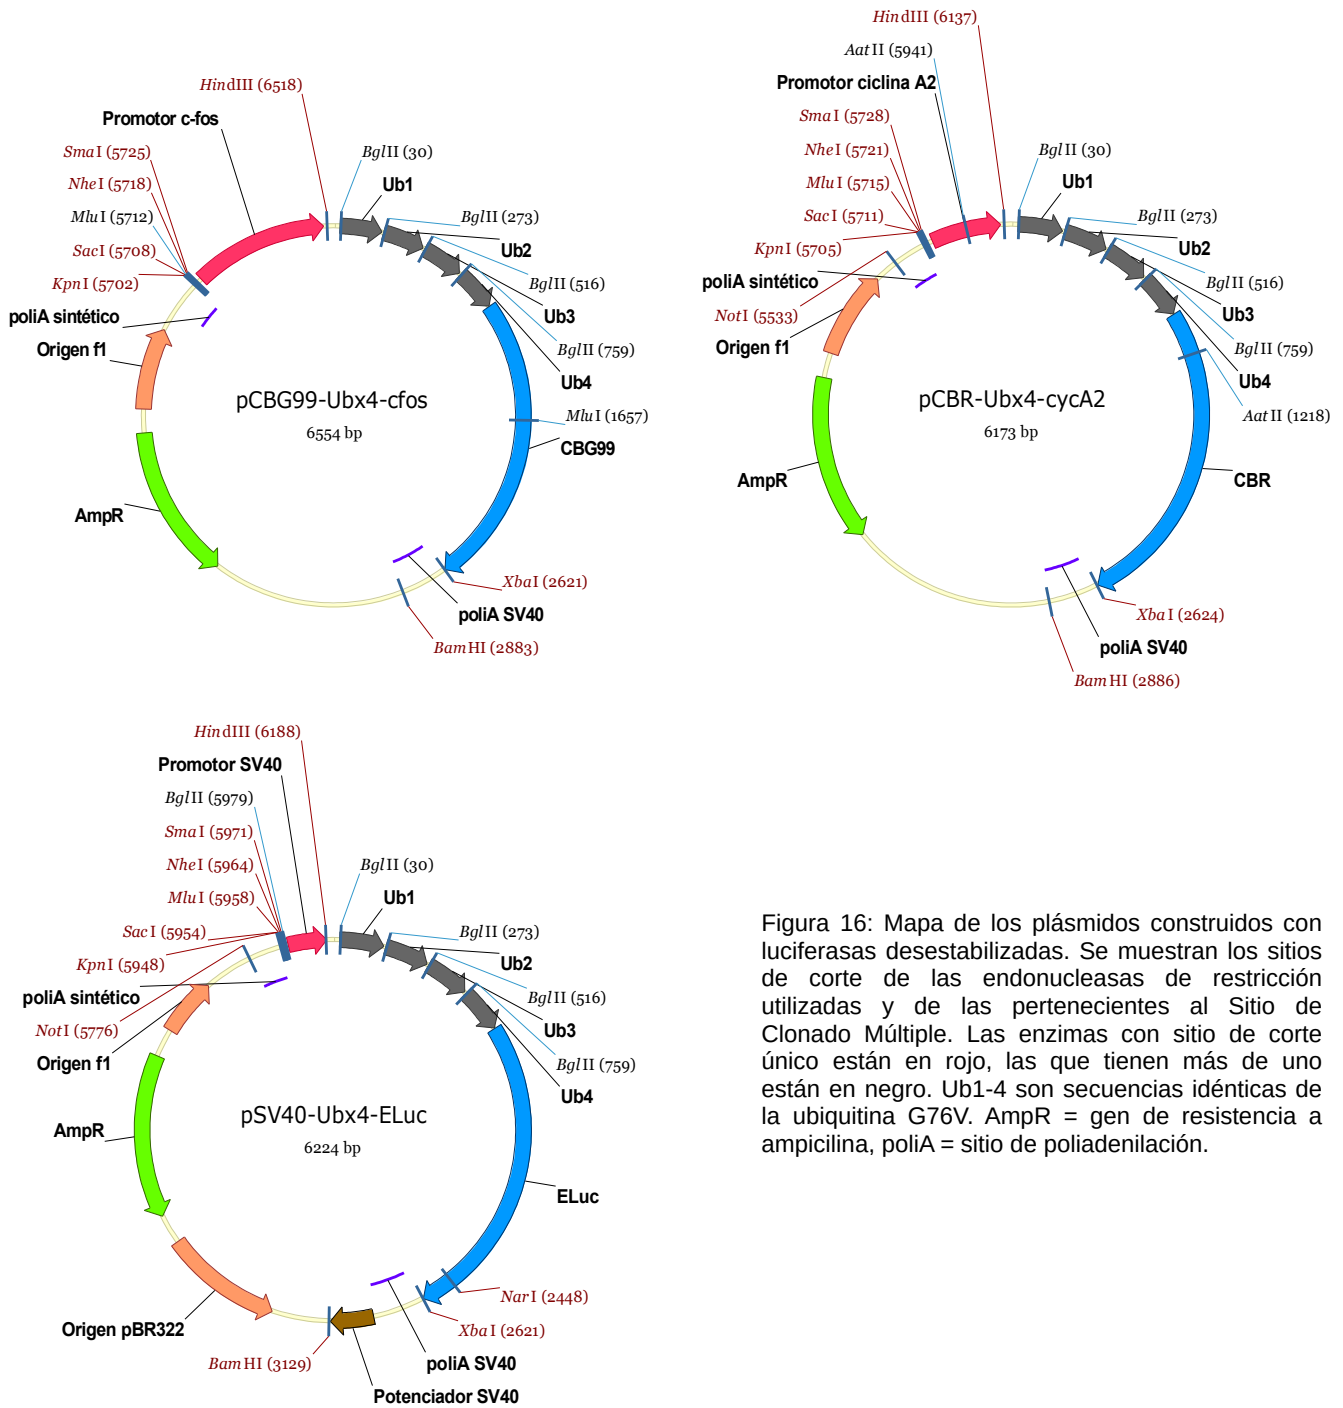 HindIII (6518)
Promotor c-fos
SmaI (5725)
NheI (5718)
MluI (5712)
SacI (5708)
KpnI (5702)
poliA sintético
Origen f1
AmpR
BglII (30)
Ub1
BglII (273)
Ub2
BglII (516)
Ub3
BglII (759)
Ub4
MluI (1657)
CBG99
XbaI (2621)
poliA SV40
BamHI (2883)
pCBG99-Ubx4-cfos
6554 bp
HindIII (6137)
AatII (5941)
Promotor ciclina A2
SmaI (5728)
NheI (5721)
MluI (5715)
SacI (5711)
KpnI (5705)
poliA sintético
NotI (5533)
Origen f1
AmpR
BglII (30)
Ub1
BglII (273)
Ub2
BglII (516)
Ub3
BglII (759)
Ub4
AatII (1218)
CBR
XbaI (2624)
poliA SV40
BamHI (2886)
pCBR-Ubx4-cycA2
6173 bp
HindIII (6188)
Promotor SV40
BglII (5979)
SmaI (5971)
NheI (5964)
MluI (5958)
SacI (5954)
KpnI (5948)
poliA sintético
NotI (5776)
Origen f1
AmpR
Origen pBR322
BglII (30)
Ub1
BglII (273)
Ub2
BglII (516)
Ub3
BglII (759)
Ub4
ELuc
NarI (2448)
XbaI (2621)
poliA SV40
BamHI (3129)
Potenciador SV40
pSV40-Ubx4-ELuc
6224 bp
Figura 16: Mapa de los plásmidos construidos con
luciferasas desestabilizadas. Se muestran los sitios
de corte de las endonucleasas de restricción
utilizadas y de las pertenecientes al Sitio de
Clonado Múltiple. Las enzimas con sitio de corte
único están en rojo, las que tienen más de uno
están en negro. Ub1-4 son secuencias idénticas de
la ubiquitina G76V. AmpR = gen de resistencia a
ampicilina, poliA = sitio de poliadenilación.